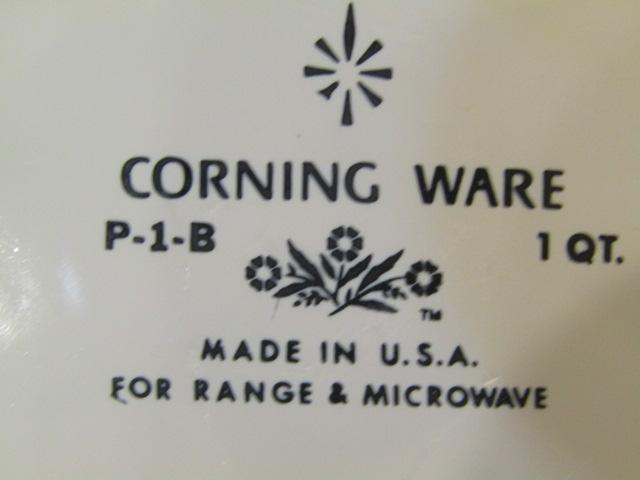 CORNING WARE
P-1-B 1 QT.
TM
MADE IN U.S.A.
FOR RANGE & MICROWAVE